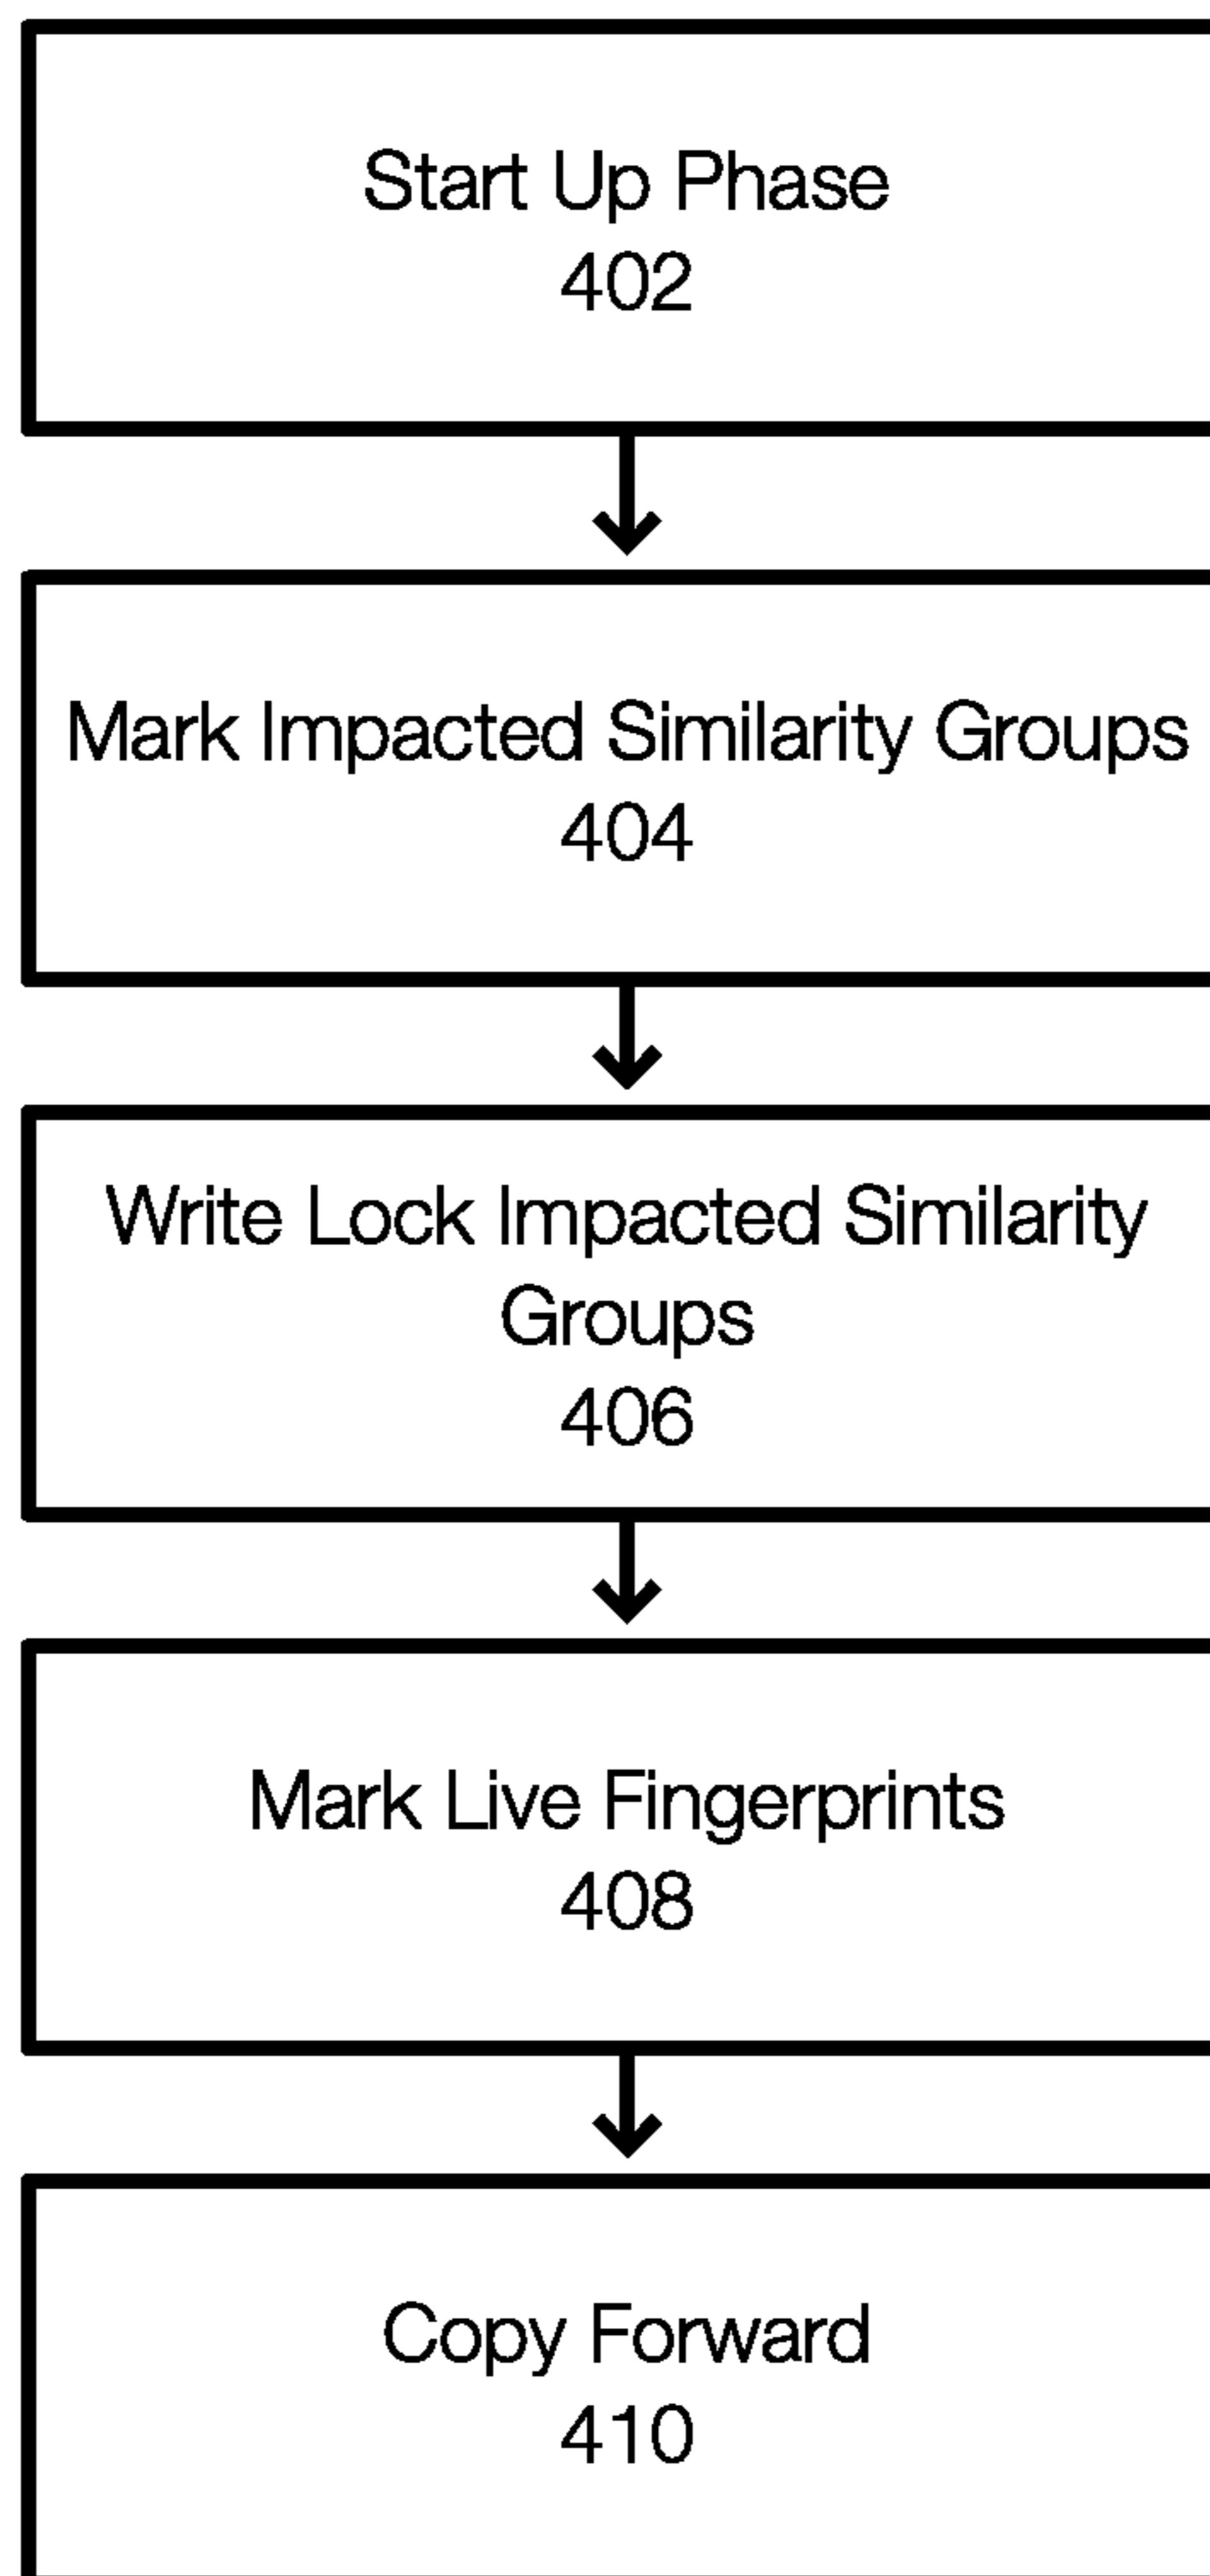 Start Up Phase
402
Mark Impacted Similarity Groups
404
Write Lock Impacted Similarity
Groups
406
Mark Live Fingerprints
408
Copy Forward
410